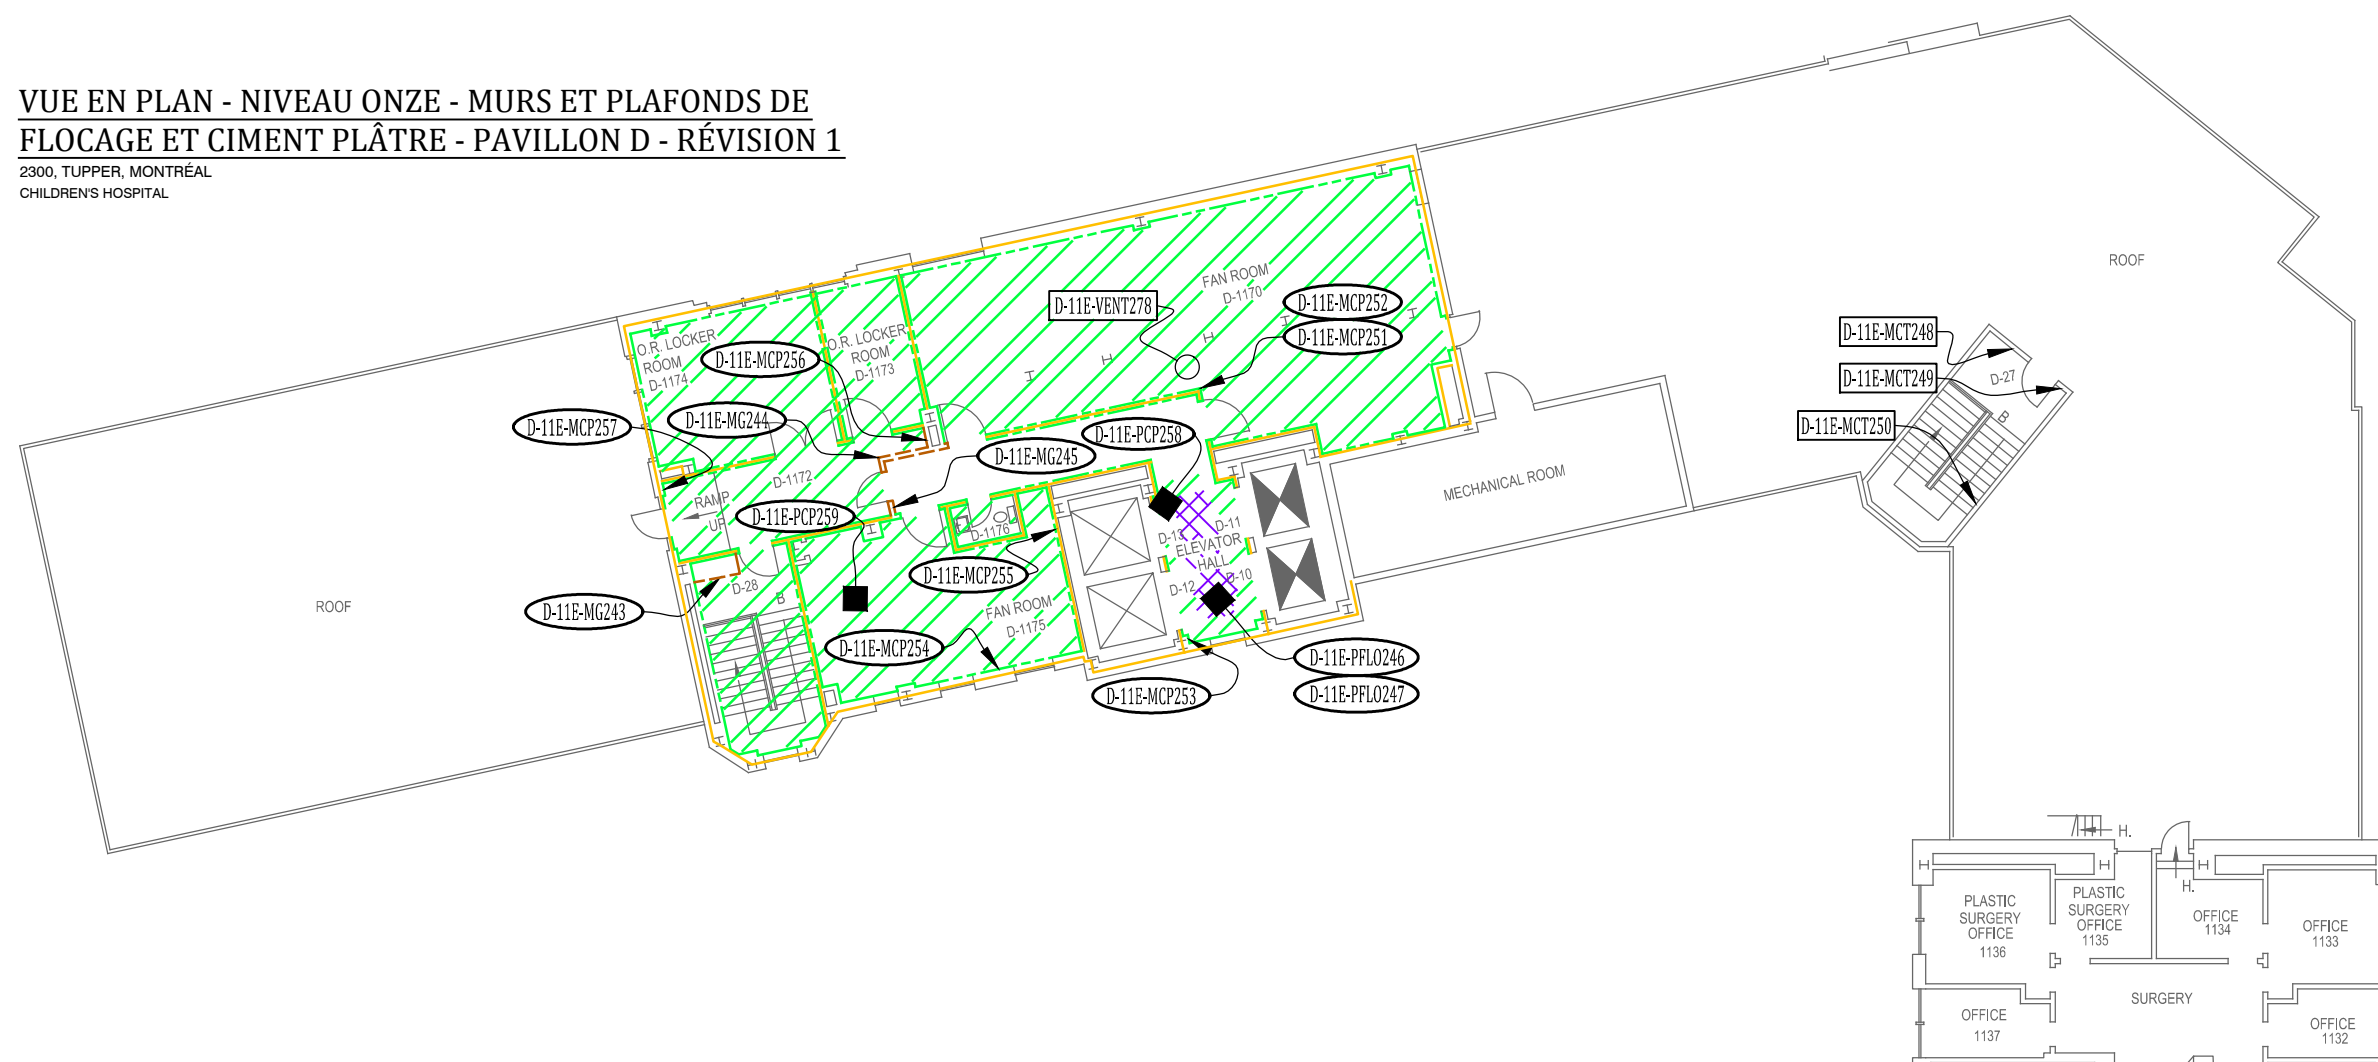 VUE EN PLAN - NIVEAU ONZE - MURS ET PLAFONDS DE
FLOCAGE ET CIMENT PLÂTRE - PAVILLON D - RÉVISION 1
2300, TUPPER, MONTRÉAL
CHILDREN'S HOSPITAL
ROOF
FAN ROOM
D-1170
D-11E-VENT278
D-11E-MCP252
D-11E-MCP251
D-11E-MCT248
D-11E-MCT249
D-11E-MCT250
D-27
B
O.R. LOCKER
ROOM
D-1174
O.R. LOCKER
ROOM
D-1173
D-11E-MCP256
D-11E-MG244
D-11E-MCP257
D-11E-PCP258
D-11E-MG245
D-1172
RAMP
UP
MECHANICAL ROOM
D-11E-PCP259
D-1176
D-13
D-11
ELEVATOR
HALL
D-12
D-10
D-11E-MCP255
D-28
B
ROOF
D-11E-MG243
FAN ROOM
D-1175
D-11E-MCP254
D-11E-PFLO246
D-11E-PFLO247
D-11E-MCP253
H.
H.
PLASTIC
SURGERY
OFFICE
1136
PLASTIC
SURGERY
OFFICE
1135
OFFICE
1134
OFFICE
1133
SURGERY
OFFICE
1137
OFFICE
1132